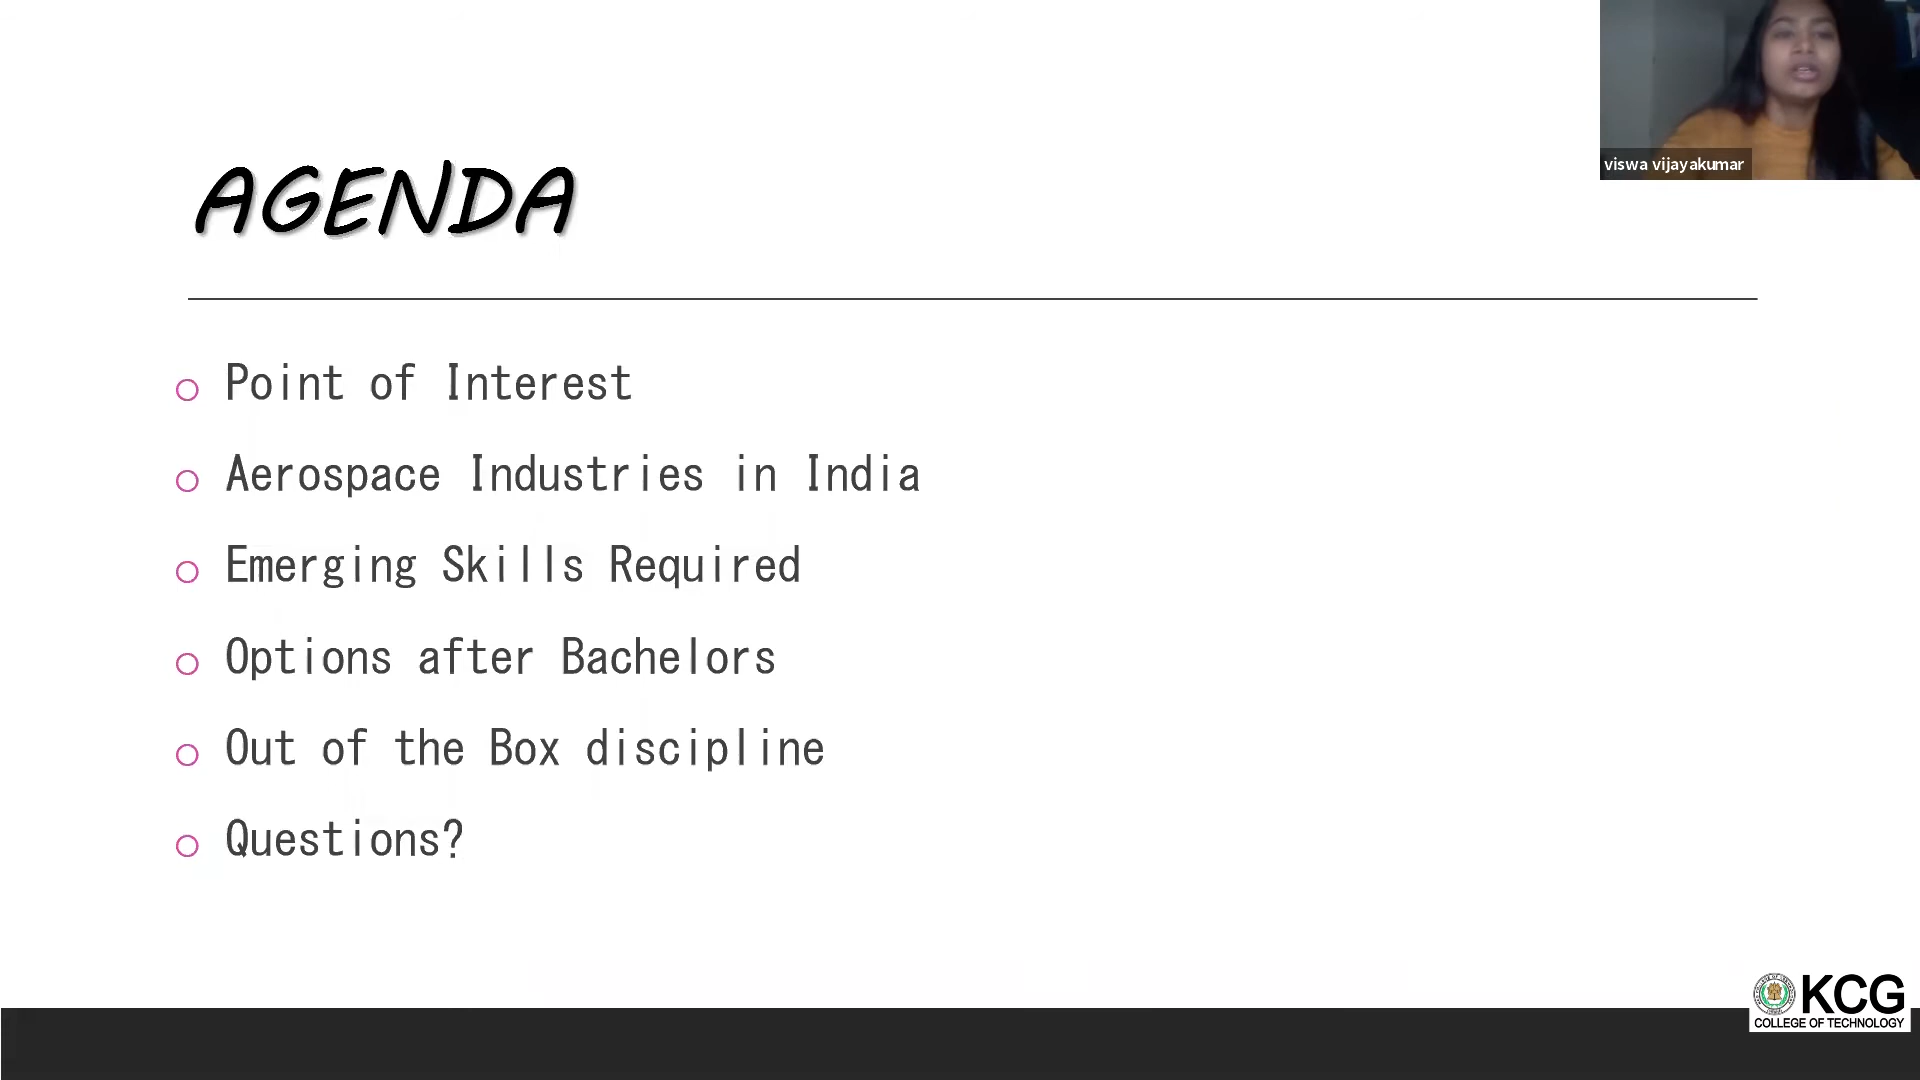 viswa vijayakumar
AGENDA
Point of Interest
Aerospace Industries in India
Emerging Skills Required
Options after Bachelors
Out of the Box discipline
Questions?
KCG
COLLEGE OF TECHNOLOGY